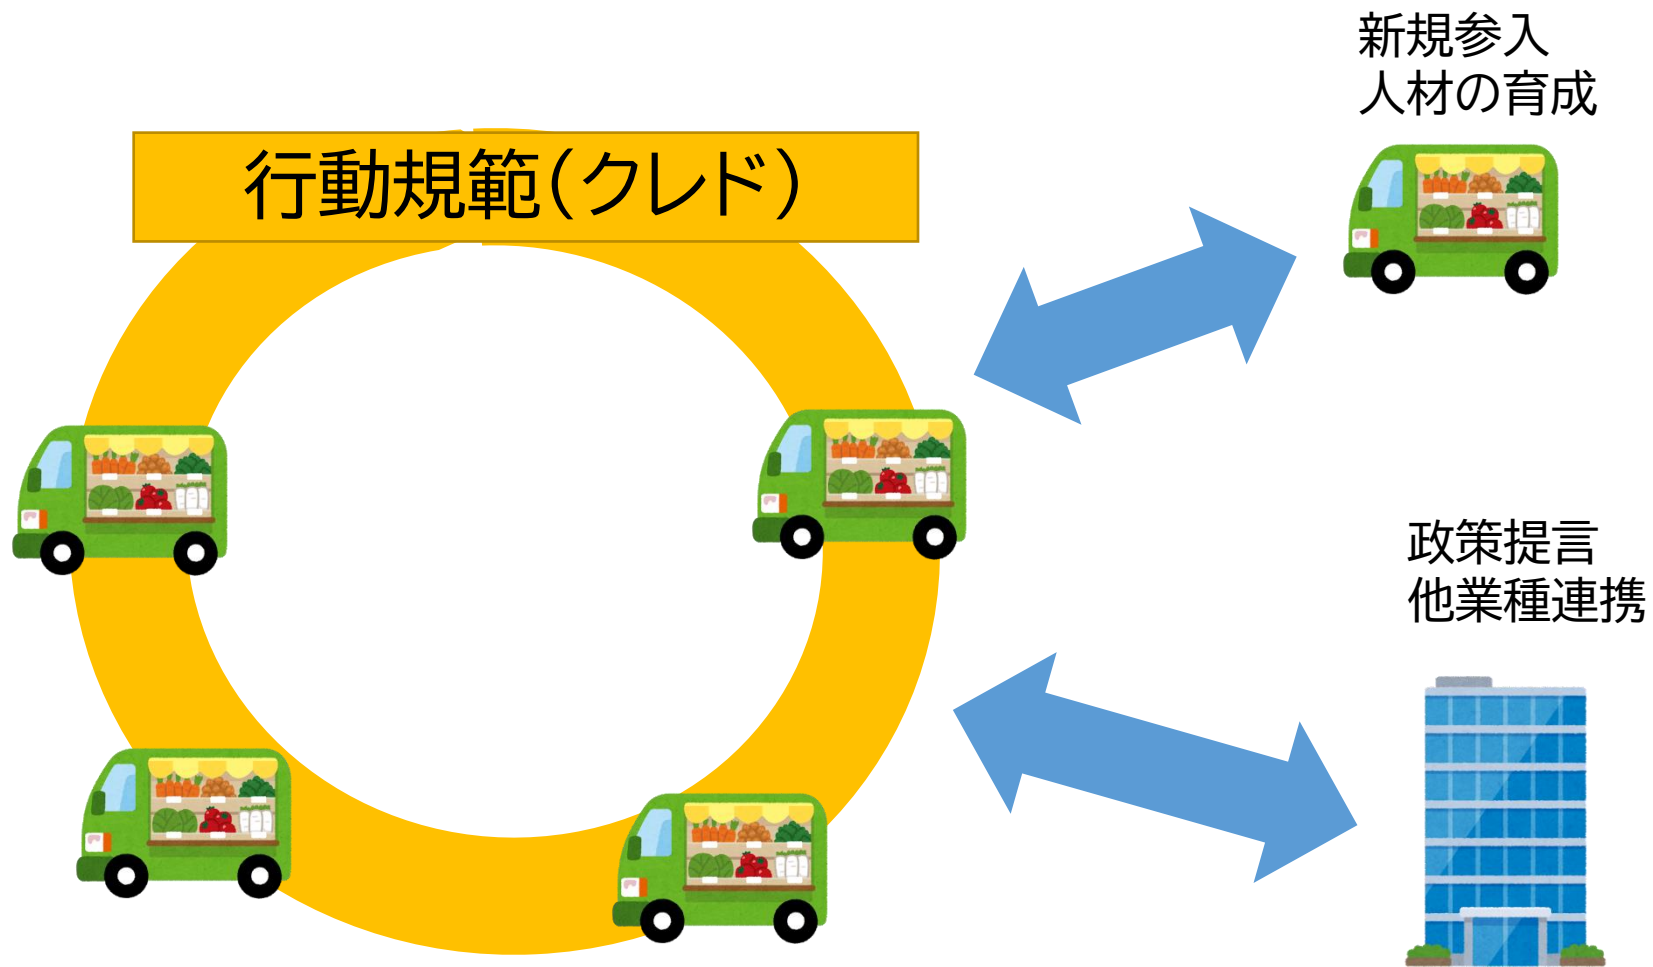 新規参入
人材の育成
行動規範(クレド)
政策提言
他業種連携